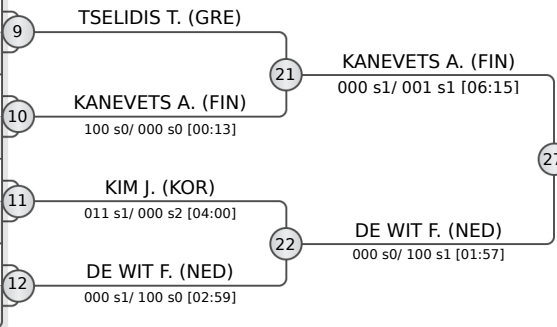 9
TSELIDIS T. (GRE)
21
KANEVETS A. (FIN)
000 s1/ 001 s1 [06:15]
10
KANEVETS A. (FIN)
100 s0/ 000 s0 [00:13]
27
11
KIM J. (KOR)
011 s1/ 000 s2 [04:00]
22
DE WIT F. (NED)
000 s0/ 100 s1 [01:57]
12
DE WIT F. (NED)
000 s1/ 100 s0 [02:59]